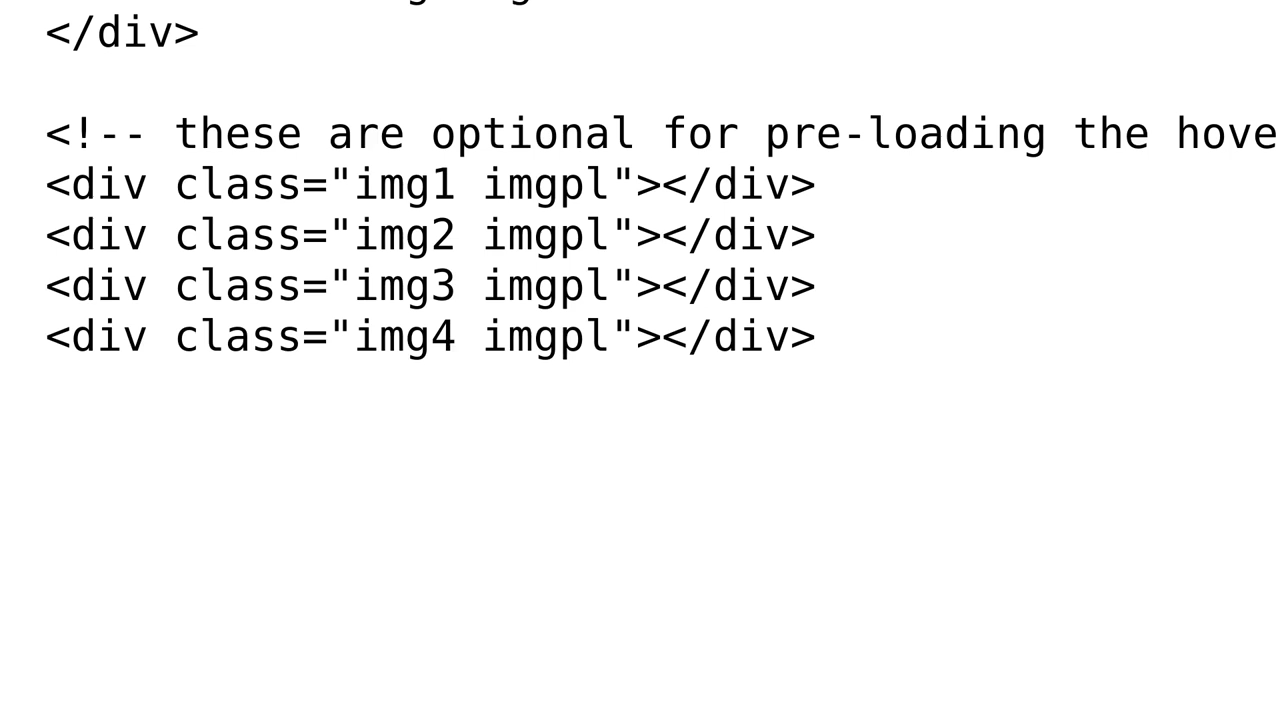 </div>
<!-- these are optional for pre-loading the hove
<div class="img1 imgpl"></div>
<div class="img2 imgpl"></div>
<div class="img3 imgpl"></div>
<div class="img4 imgpl"></div>